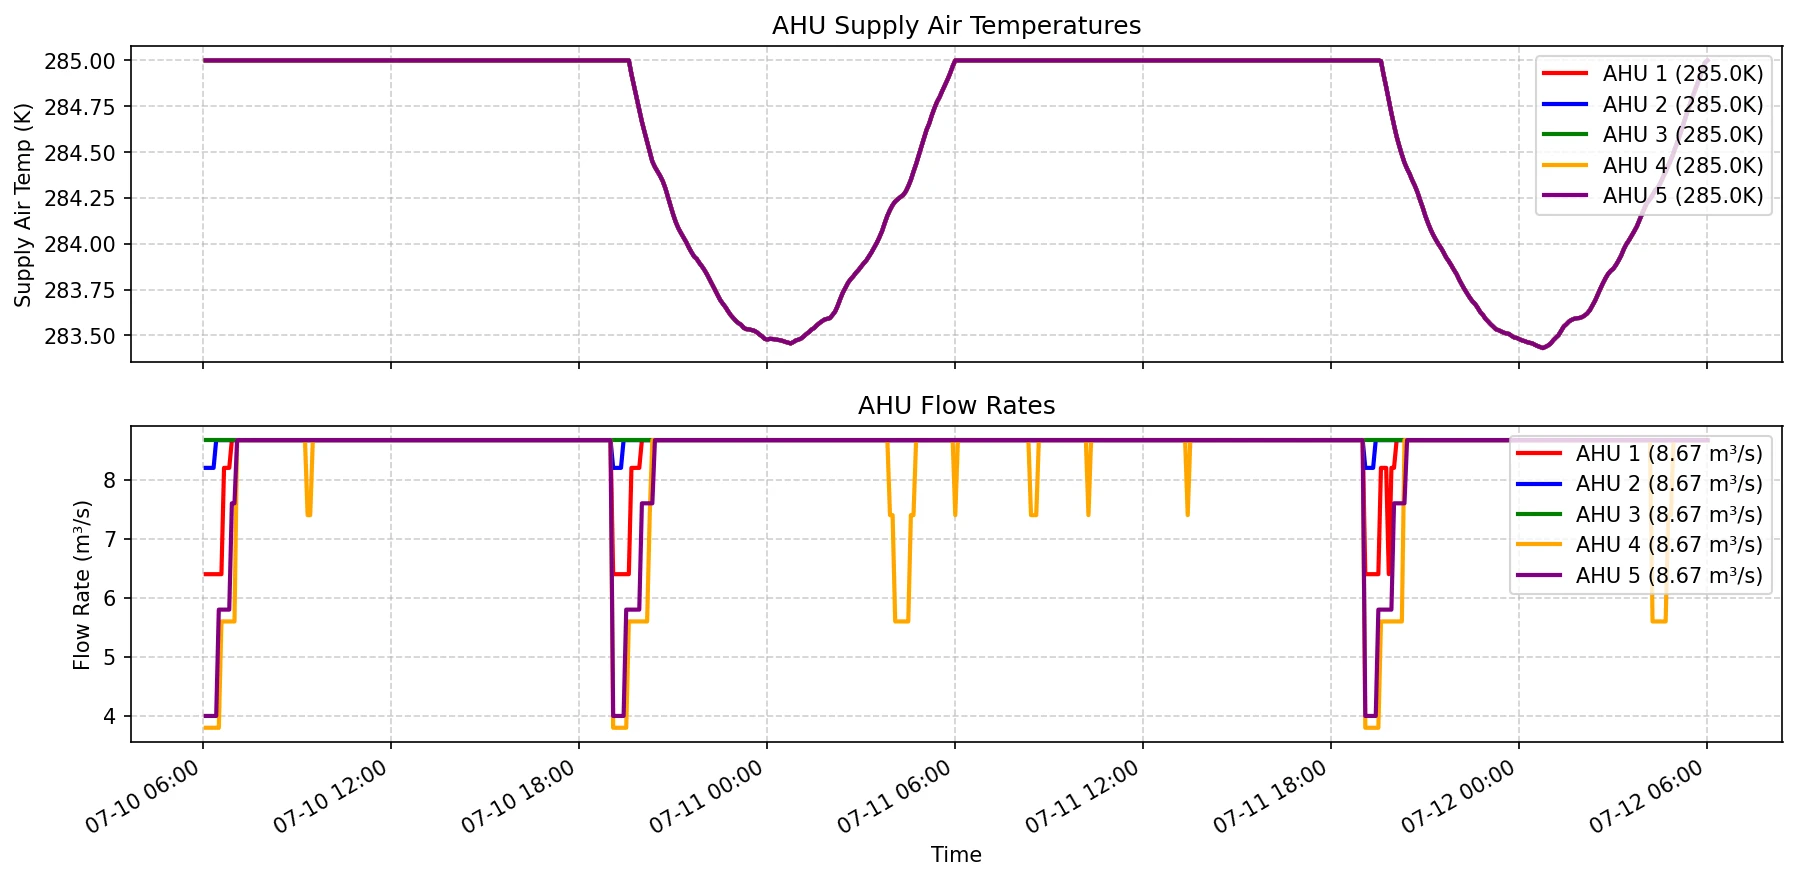 AHU Supply Air Temperatures
Supply Air Temp (K)
285.00
284.75
284.50
284.25
284.00
283.75
283.50
AHU 1 (285.0K)
AHU 2 (285.0K)
AHU 3 (285.0K)
AHU 4 (285.0K)
AHU 5 (285.0K)
AHU Flow Rates
Flow Rate (m³/s)
8
7
6
5
4
AHU 1 (8.67 m³/s)
AHU 2 (8.67 m³/s)
AHU 3 (8.67 m³/s)
AHU 4 (8.67 m³/s)
AHU 5 (8.67 m³/s)
07-10 06:00
07-10 12:00
07-10 18:00
07-11 00:00
07-11 06:00
07-11 12:00
07-11 18:00
07-12 00:00
07-12 06:00
Time